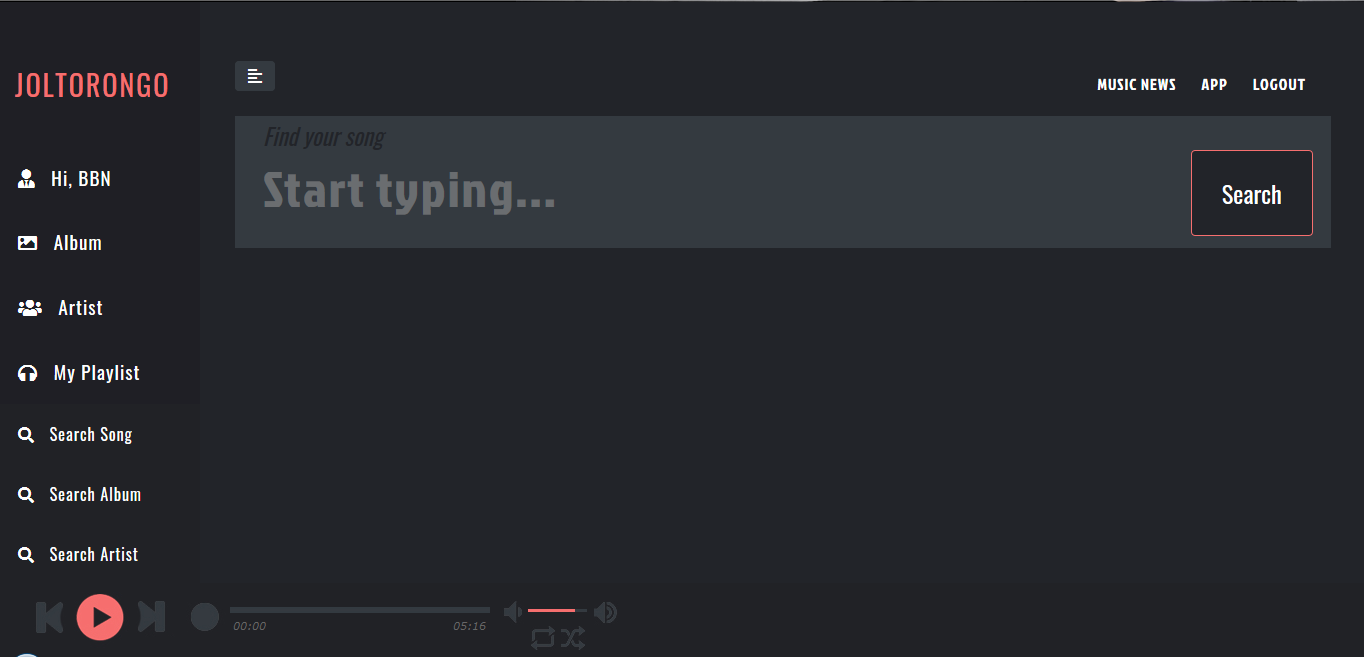 JOLTORONGO
Hi, BBN
Album
Artist
My Playlist
Search Song
Search Album
Search Artist
MUSIC NEWS APP LOGOUT
Find your song
Start typing...
Search
00:00 05:16